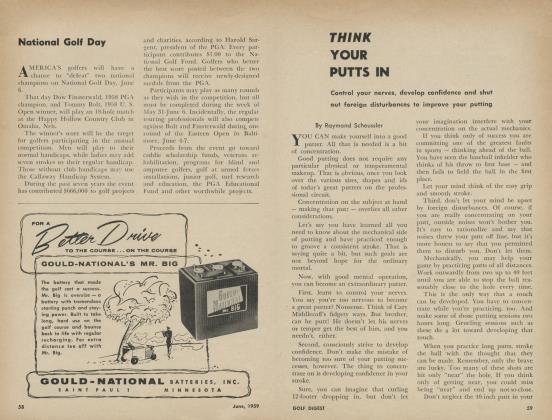 National Golf Day
AMERICA'S golfers will have a
chance to "defeat" two national
champions on National Golf Day, June
6.
That day Dow Finsterwald, 1958 PGA
champion, and Tommy Bolt, 1958 U. S.
Open winner, will play an 18-hole match
at the Happy Hollow Country Club in
Omaha, Neb.
The winner's score will be the target
for golfers participating in the annual
competition. Men will play to their
normal handicaps, while ladies may add
seven strokes to their regular handicap.
Those without club handicaps may use
the Callaway Handicap System.
During the past seven years the event
has contributed $666,000 to golf projects
and charities, according to Harold Sar-
gent, president of the PGA. Every par-
ticipant contributes $1.00 to the Na-
tional Golf Fund. Golfers who better
the best score posted between the two
champions will receive newly-designed
medals from the PGA.
Participants may play as many rounds
as they wish in the competition, but all
must be completed during the week of
May 31-June 6. Incidentally, the regular
touring professionals also will compete
against Bolt and Finsterwald during one
round of the Eastern Open in Balti-
more, June 4-7.
Proceeds from the event go toward
caddie scholarship funds, veterans re-
habilitation, programs for blind and
amputee golfers, golf at armed forces
installations, junior golf, turf research
and education, the PGA Educational
Fund and other worthwhile projects.
FOR A
Better Drive
TO THE COURSE...ON THE COURSE
GOULD-NATIONAL'S MR. BIG
The battery that made
the golf cart a success.
Mr. Big is oversize — a
battery with tremendous
starting punch and stay-
ing power. Built to take
long, hard use on the
golf course and bounce
back to life with regular
recharging. For extra
distance tee off with
Mr. Big.
MR. BIG
GOULD-NATIONAL BATTERIES, INC.
SAINT PAUL 1 MINNESOTA
58
June, 1959
THINK
YOUR
PUTTS IN
Control your nerves, develop confidence and shut
out foreign disturbances to improve your putting
By Raymond Scheussler
YOU CAN make yourself into a good
putter. All that is needed is a bit
of concentration.
Good putting does not require any
particular physical or temperamental
makeup. That is obvious, once you look
over the various sizes, shapes and ids
of today's great putters on the profes-
sional circuit.
Concentration on the subject at hand
— making that putt — overrides all other
considerations.
Let's say you have learned all you
need to know about the mechanical side
of putting and have practiced enough
to groove a consistent stroke. That is
saying quite a bit, but such goals are
not beyond hope for the ordinary
mortal.
Now, with good mental operation,
you can become an extraordinary putter.
First, learn to control your nerves.
You say you're too nervous to become
a great putter? Nonsense. Think of Cary
Middlecoff's fidgety ways. But brother,
can he putt! He doesn't let his nerves
or temper get the best of him, and you
needn't, either.
Second, consciously strive to develop
confidence. Don't make the mistake of
becoming too sure of your putting suc-
cesses, however. The thing to concen-
trate on is developing confidence in your
stroke.
Sure, you can imagine that curling
12-footer dropping in, but don't let
your imagination interfere with your
concentration on the actual mechanics.
If you think only of success you are
committing one of the greatest faults
in sports — thinking ahead of the ball.
You have seen the baseball infielder who
thinks of his throw to first base — and
then fails to field the ball in the first
place.
Let your mind think of the easy grip
and smooth stroke.
Third, don't let your mind be upset
by foreign disturbances. Of course, if
you are really concentrating on your
putt, outside noises won't bother you.
It's easy to rationalize and say that
noises threw your putt off line, but it's
more honest to say that you permitted
them to disturb you. Don't let them.
Mechanically, you may help your
game by practicing putts of all distances.
Work outwardly from two up to 60 feet
until you are able to stop the ball rea-
sonably close to the hole every time.
This is the only way that a touch
can be developed. You have to concen-
trate while you're practicing, too. And
make some of those putting sessions two
hours long. Grueling sessions such as
these do a lot toward developing that
touch.
When you practice long putts, stroke
the ball with the thought that they
can be made. Remember, only the brave
are lucky. Too many of these shots are
hit only "near" the hole. If you think
only of getting near, you could miss
being "near" and end up not-so-close.
Don't neglect the 16-inch putt in your
GOLF DIGEST
59